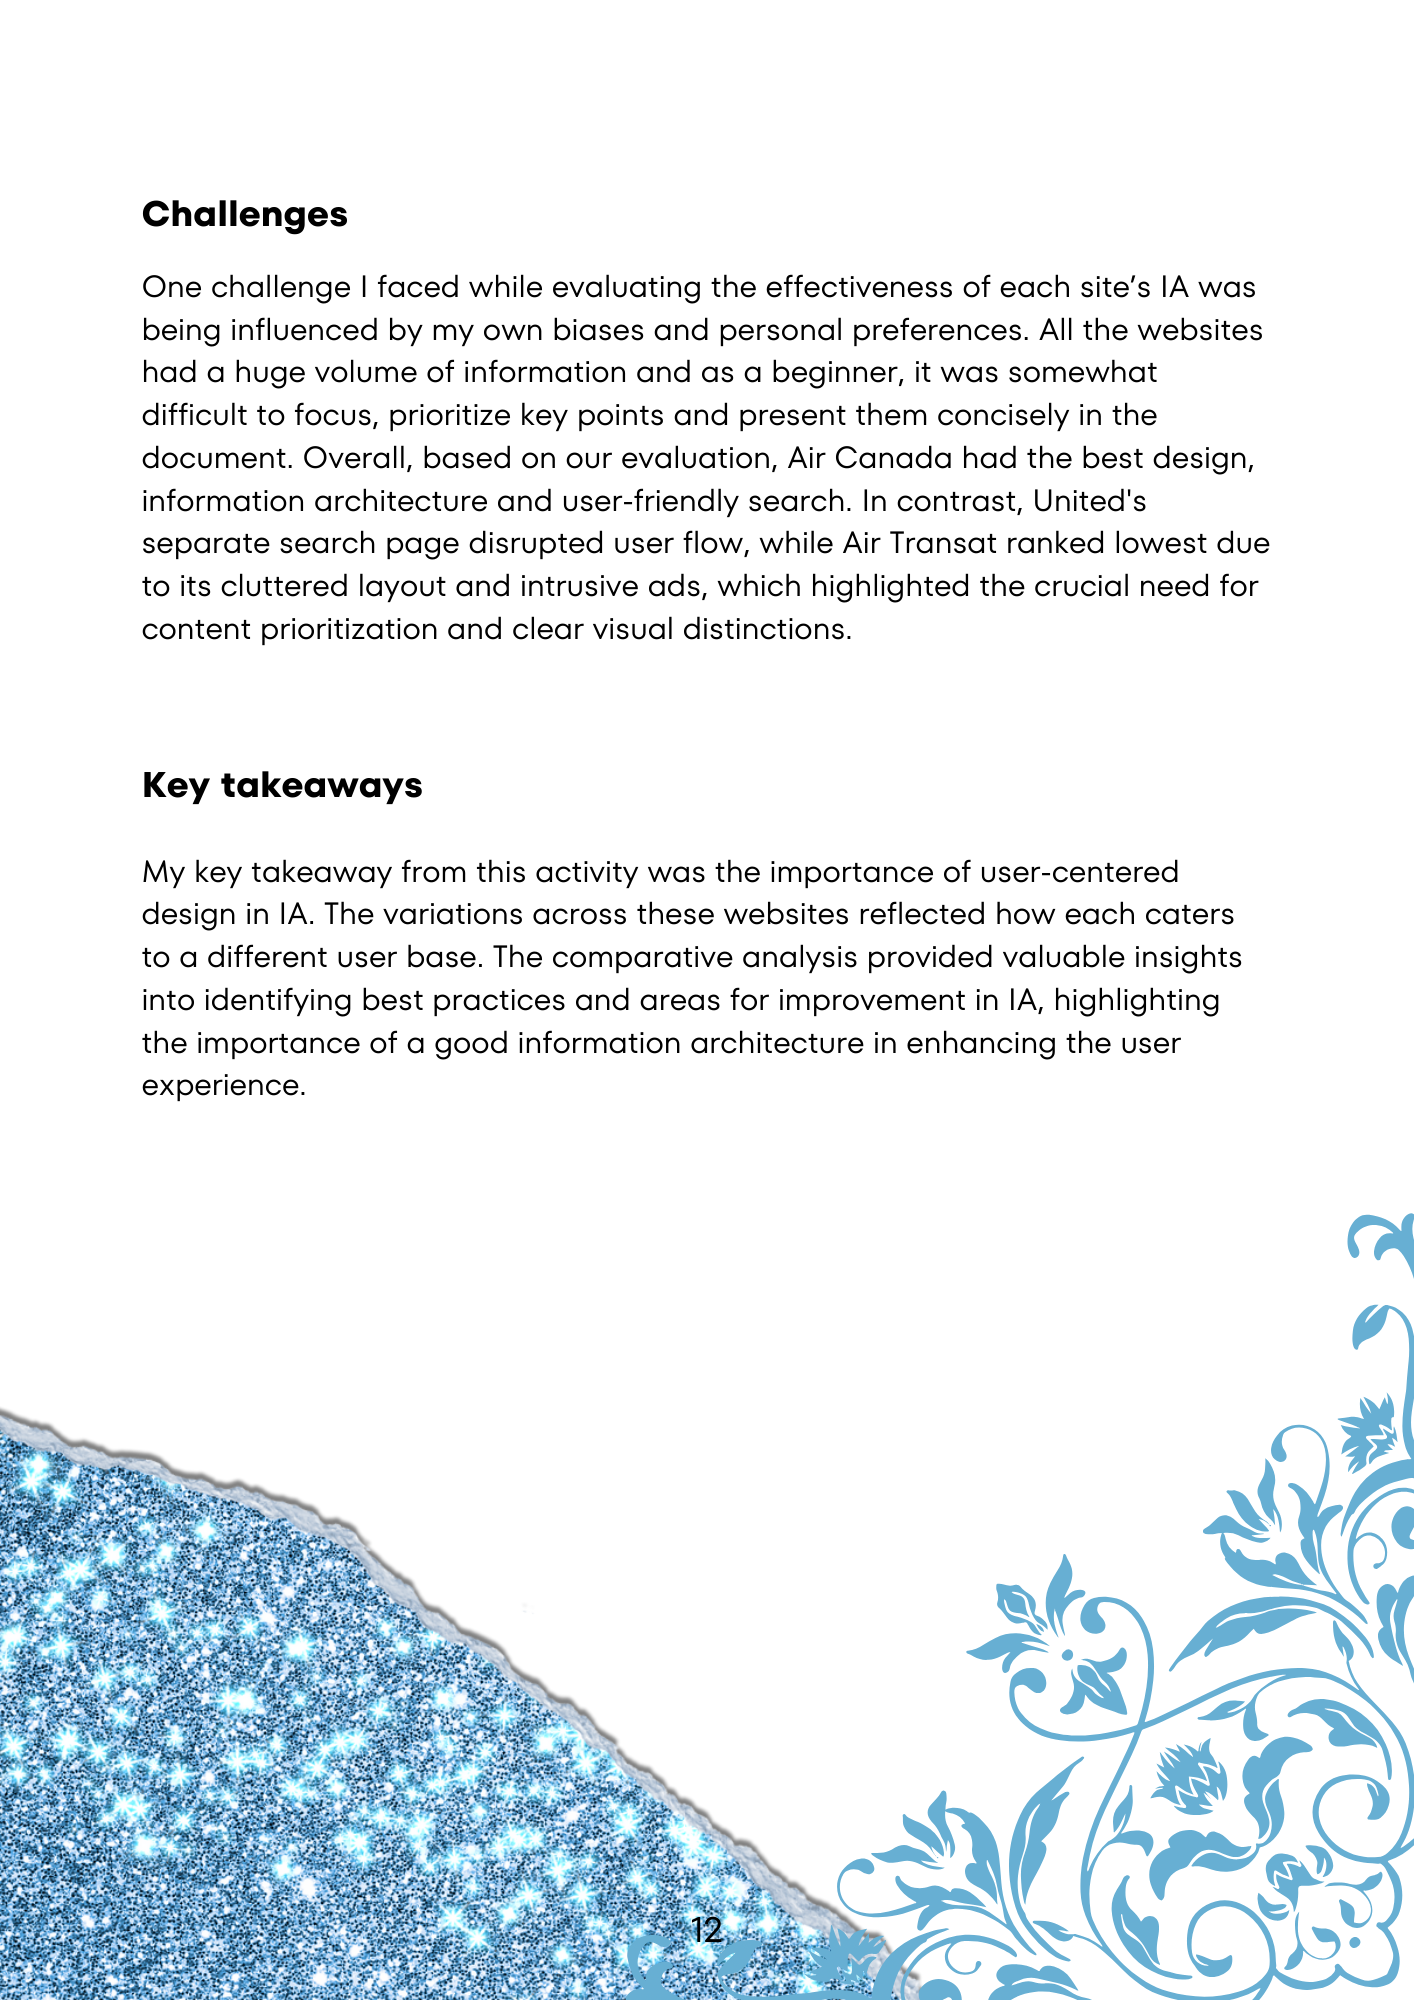 Challenges
One challenge I faced while evaluating the effectiveness of each site’s IA was
being influenced by my own biases and personal preferences. All the websites
had a huge volume of information and as a beginner, it was somewhat
difficult to focus, prioritize key points and present them concisely in the
document. Overall, based on our evaluation, Air Canada had the best design,
information architecture and user-friendly search. In contrast, United's
separate search page disrupted user flow, while Air Transat ranked lowest due
to its cluttered layout and intrusive ads, which highlighted the crucial need for
content prioritization and clear visual distinctions.
Key takeaways
My key takeaway from this activity was the importance of user-centered
design in IA. The variations across these websites reflected how each caters
to a different user base. The comparative analysis provided valuable insights
into identifying best practices and areas for improvement in IA, highlighting
the importance of a good information architecture in enhancing the user
experience.
12